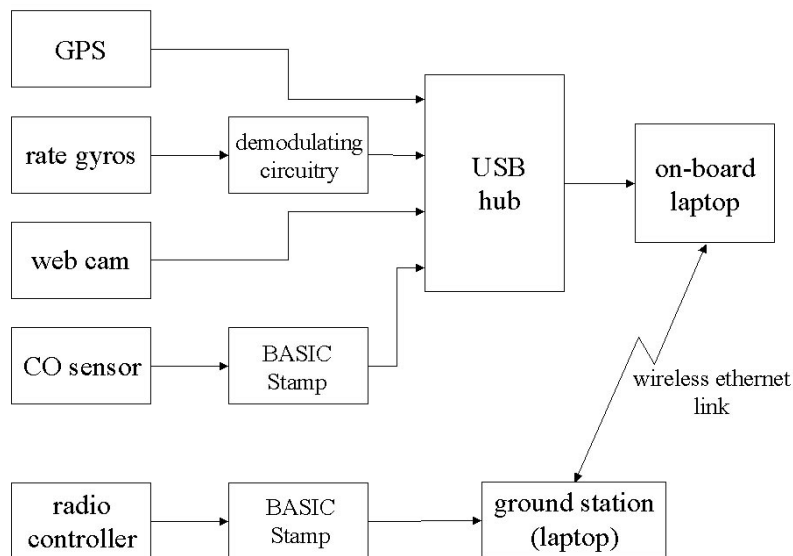 GPS
rate gyros
demodulating
circuitry
web cam
CO sensor
BASIC
Stamp
USB
hub
on-board
laptop
wireless ethernet
link
radio
controller
BASIC
Stamp
ground station
(laptop)